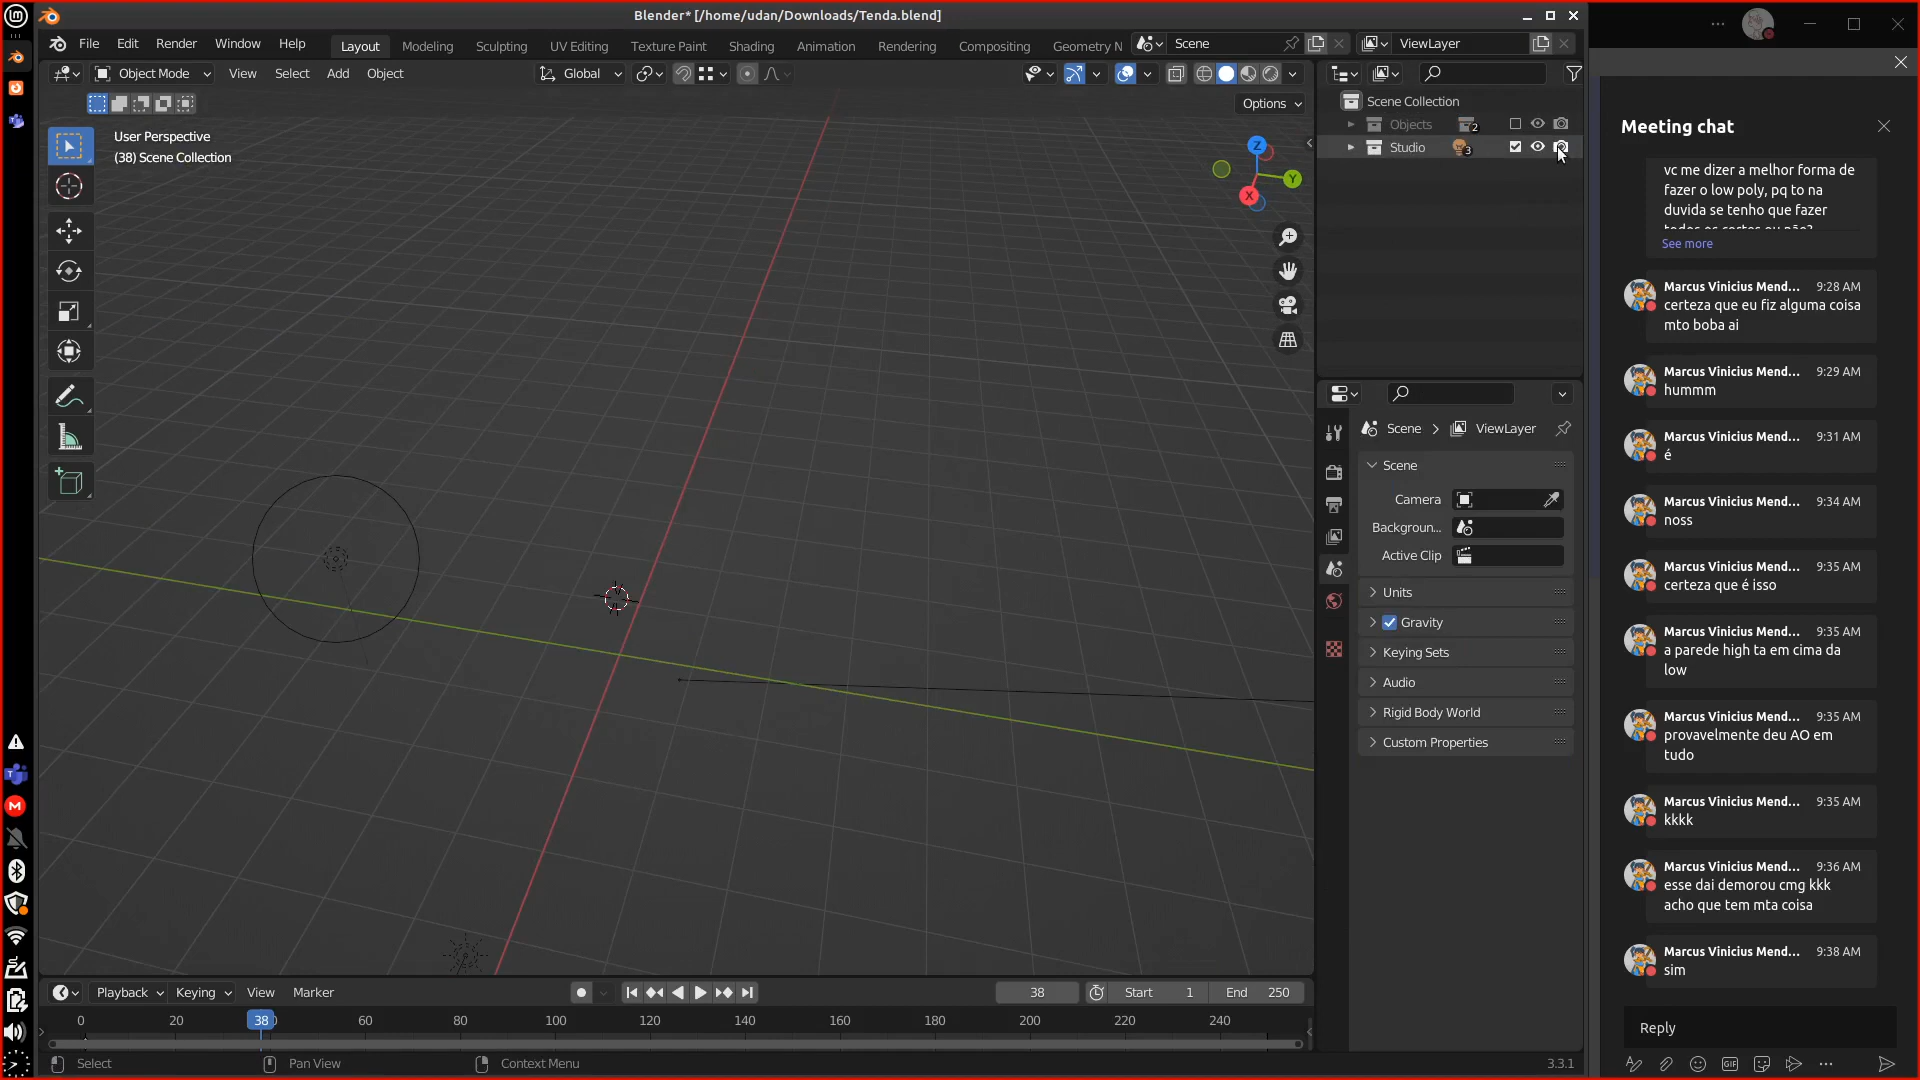 Blender* [/home/udan/Downloads/Tenda.blend]
File Edit Render Window Help
Layout Modeling Sculpting UV Editing Texture Paint Shading Animation Rendering Compositing Geometry N
Scene
ViewLayer
Object Mode View Select Add Object
Global
Options
User Perspective
(38) Scene Collection
Z
Y
X
Scene Collection
Objects 2
Studio 3
Scene > ViewLayer
Scene
Camera
Backgroun...
Active Clip
Units
Gravity
Keying Sets
Audio
Rigid Body World
Custom Properties
Playback Keying View Marker
38
Start 1
End 250
0 20 38 60 80 100 120 140 160 180 200 220 240
Select
Pan View
Context Menu
3.3.1
Meeting chat
vc me dizer a melhor forma de
fazer o low poly, pq to na
duvida se tenho que fazer
See more
Marcus Vinicius Mend... 9:28 AM
certeza que eu fiz alguma coisa
mto boba ai
Marcus Vinicius Mend... 9:29 AM
hummm
Marcus Vinicius Mend... 9:31 AM
é
Marcus Vinicius Mend... 9:34 AM
noss
Marcus Vinicius Mend... 9:35 AM
certeza que é isso
Marcus Vinicius Mend... 9:35 AM
a parede high ta em cima da
low
Marcus Vinicius Mend... 9:35 AM
provavelmente deu AO em
tudo
Marcus Vinicius Mend... 9:35 AM
kkkk
Marcus Vinicius Mend... 9:36 AM
esse dai demorou cmg kkk
acho que tem mta coisa
Marcus Vinicius Mend... 9:38 AM
sim
Reply
GIF